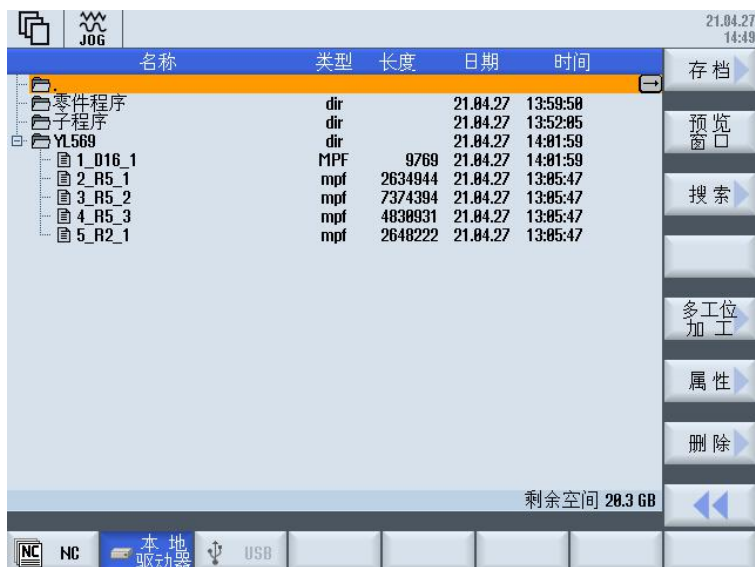 JOG
21.04.27
14:49
名称 类型 长度 日期 时间
存档
.
零件程序 dir 21.04.27 13:59:50
子程序 dir 21.04.27 13:52:05
预览
窗口
YL569 dir 21.04.27 14:01:59
1_D16_1 MPF 9769 21.04.27 14:01:59
2_R5_1 mpf 2634944 21.04.27 13:05:47
3_R5_2 mpf 7374394 21.04.27 13:05:47
搜索
4_R5_3 mpf 4830931 21.04.27 13:05:47
5_R2_1 mpf 2648222 21.04.27 13:05:47
多工位
加工
属性
删除
剩余空间 20.3 GB
NC NC
本地
驱动器
USB